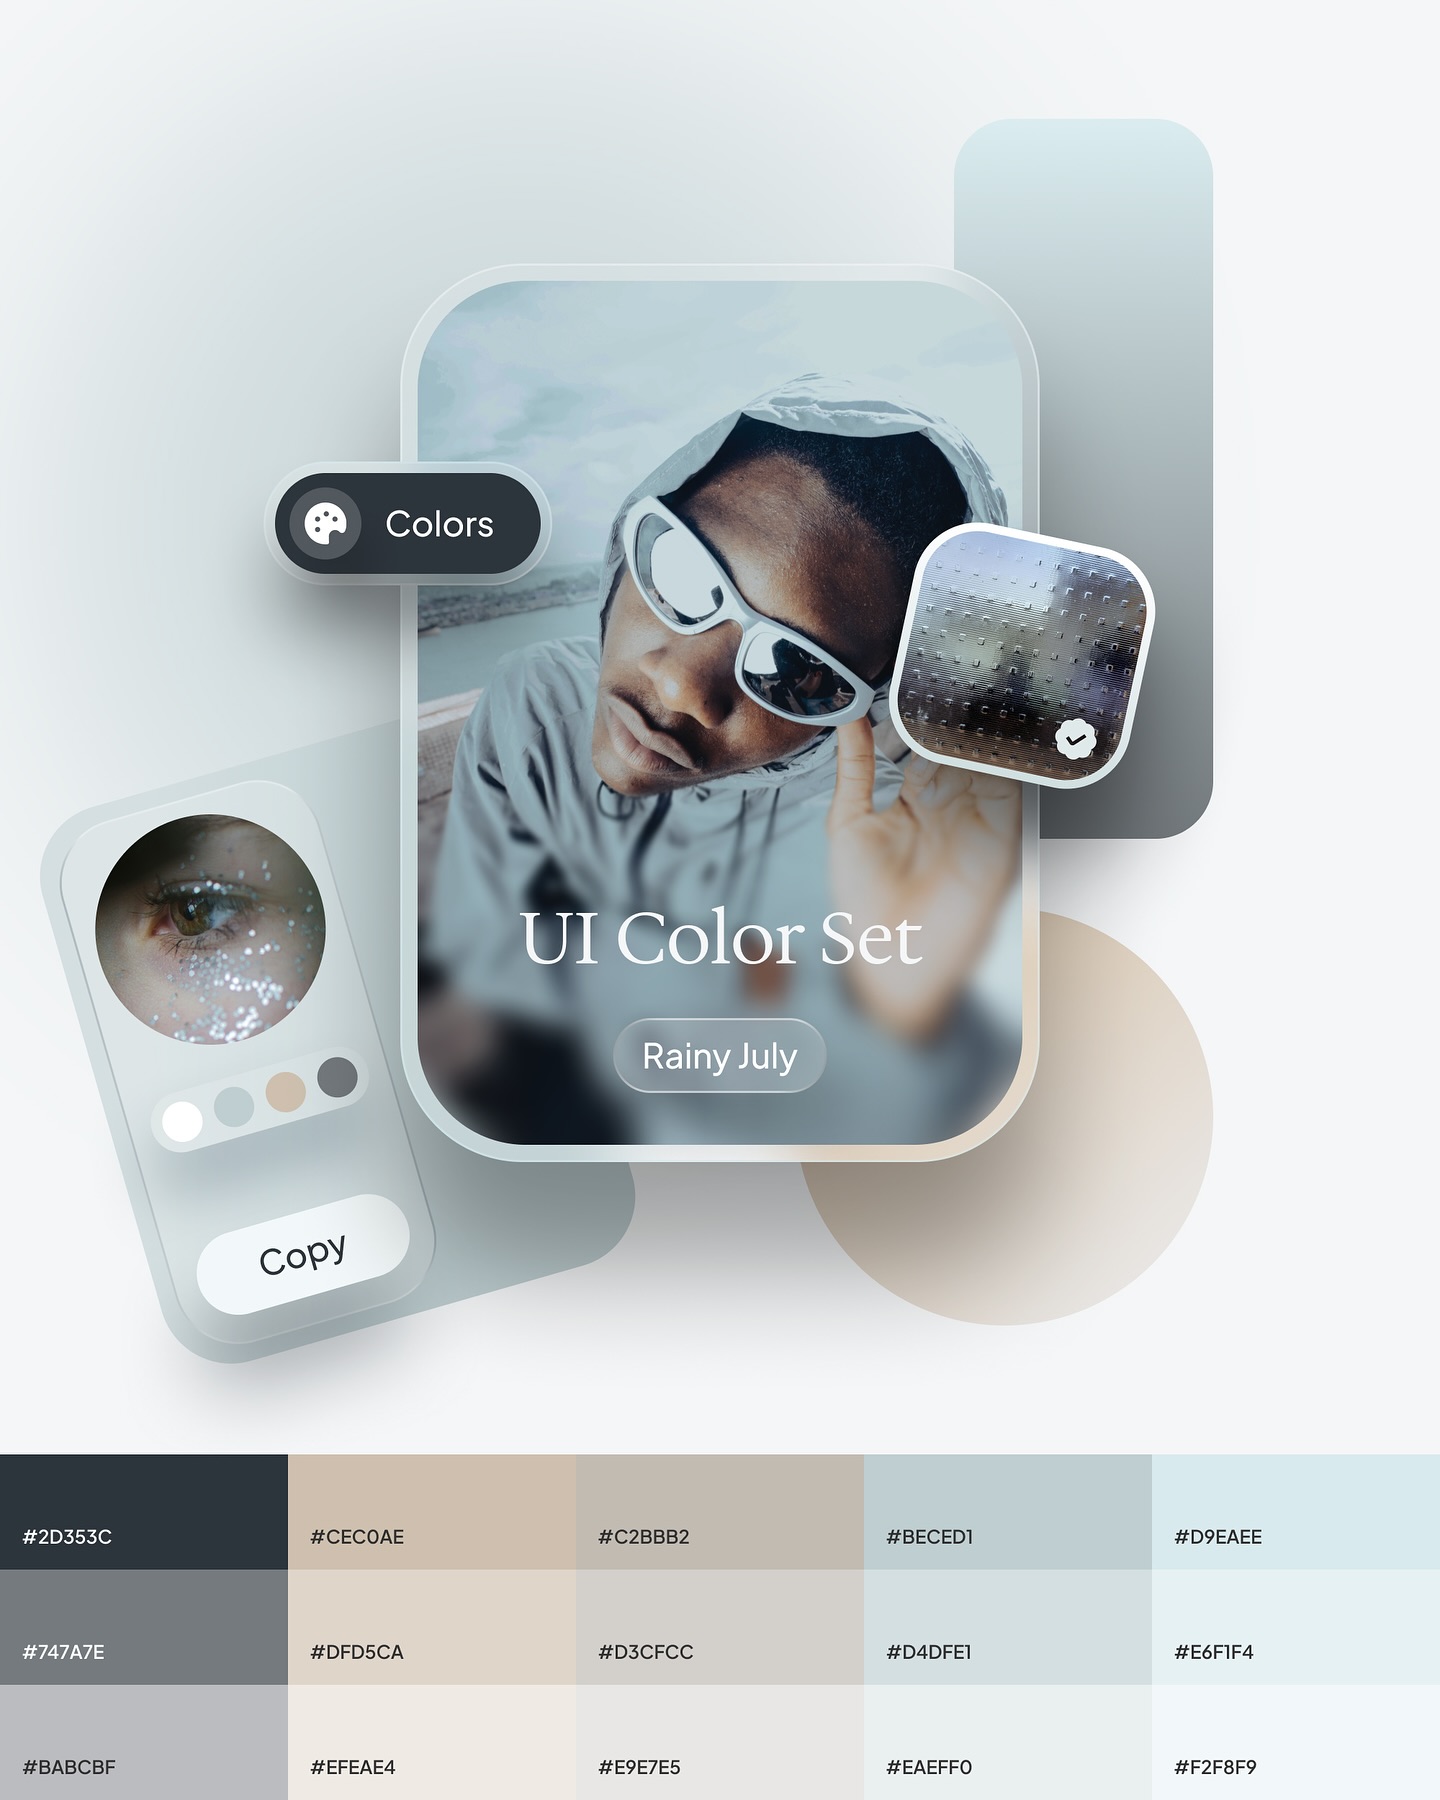 Colors
UI Color Set
Rainy July
Copy
#2D353C
#CEC0AE
#C2BBB2
#BECED1
#D9EAEE
#747A7E
#DFD5CA
#D3CFCC
#D4DFE1
#E6F1F4
#BABCBF
#EFEAE4
#E9E7E5
#EAEFF0
#F2F8F9